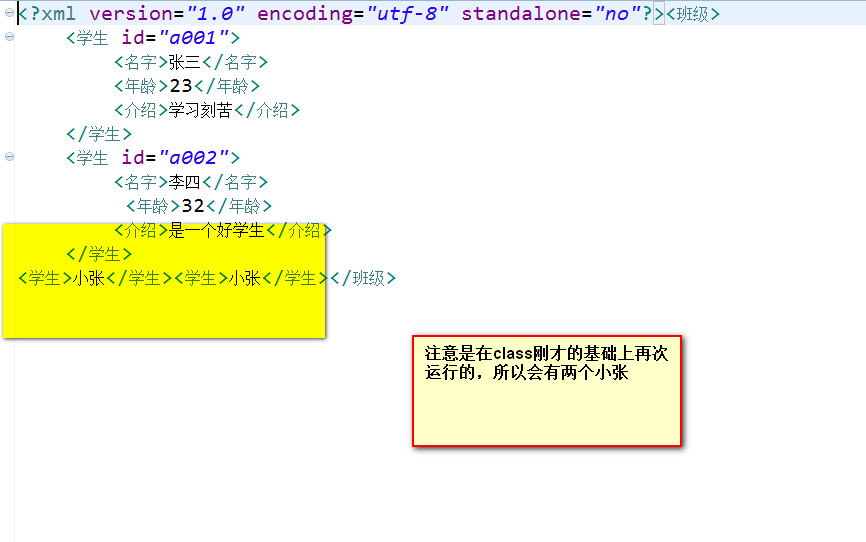 <?xml version="1.0" encoding="utf-8" standalone="no"?><班级>
<学生 id="a001">
<名字>张三</名字>
<年龄>23</年龄>
<介绍>学习刻苦</介绍>
</学生>
<学生 id="a002">
<名字>李四</名字>
<年龄>32</年龄>
<介绍>是一个好学生</介绍>
</学生>
<学生>小张</学生><学生>小张</学生></班级>
注意是在class刚才的基础上再次
运行的，所以会有两个小张